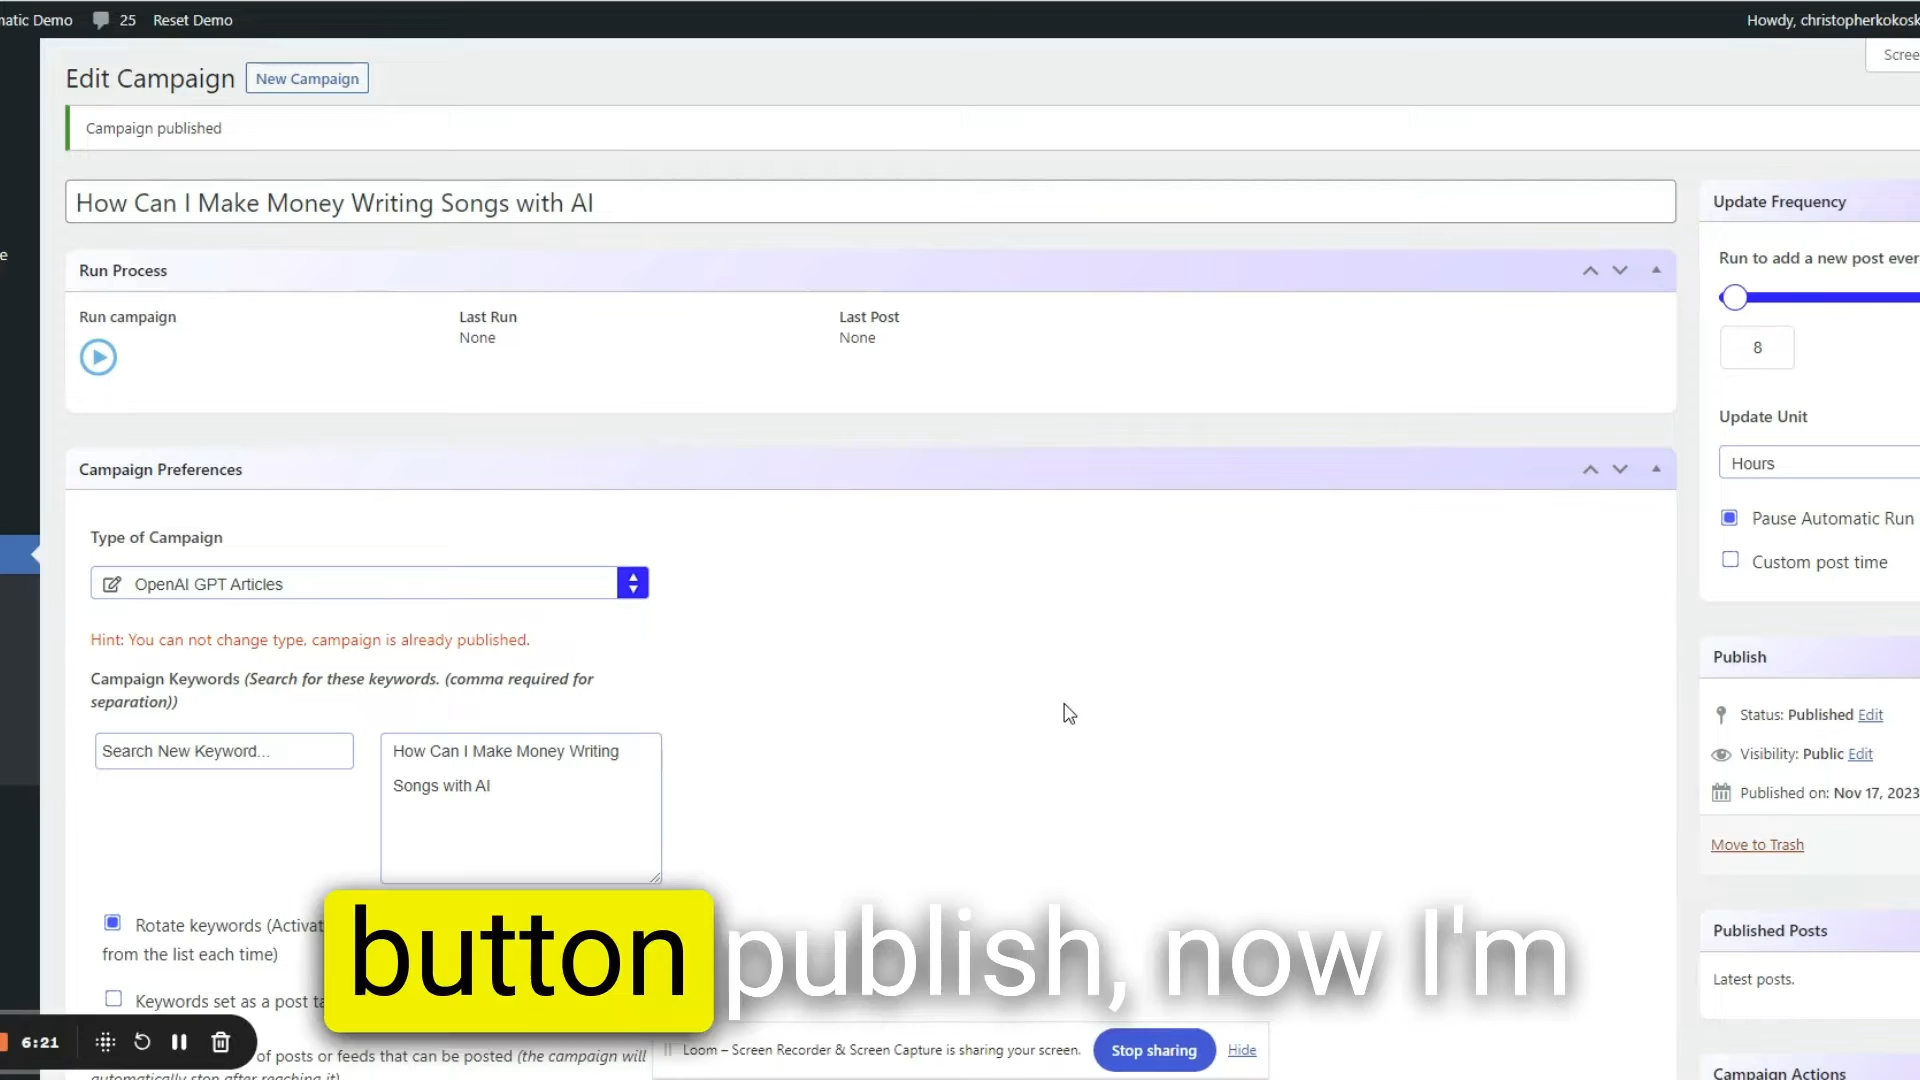 matic Demo 25 Reset Demo Howdy, christopherkokosk
Scree
Edit Campaign New Campaign
Campaign published
How Can I Make Money Writing Songs with AI
Run Process
Run campaign Last Run Last Post
None None
Campaign Preferences
Type of Campaign
OpenAI GPT Articles
Hint: You can not change type, campaign is already published.
Campaign Keywords (Search for these keywords. (comma required for
separation))
Search New Keyword...
How Can I Make Money Writing
Songs with AI
Rotate keywords (Activat
from the list each time)
Keywords set as a post ta
of posts or feeds that can be posted (the campaign will
automatically stop after reaching it)
e
Update Frequency
Run to add a new post ever
8
Update Unit
Hours
Pause Automatic Run
Custom post time
Publish
Status: Published Edit
Visibility: Public Edit
Published on: Nov 17, 2023
Move to Trash
Published Posts
Latest posts.
Campaign Actions
button publish, now I'm
6:21
Loom – Screen Recorder & Screen Capture is sharing your screen. Stop sharing Hide